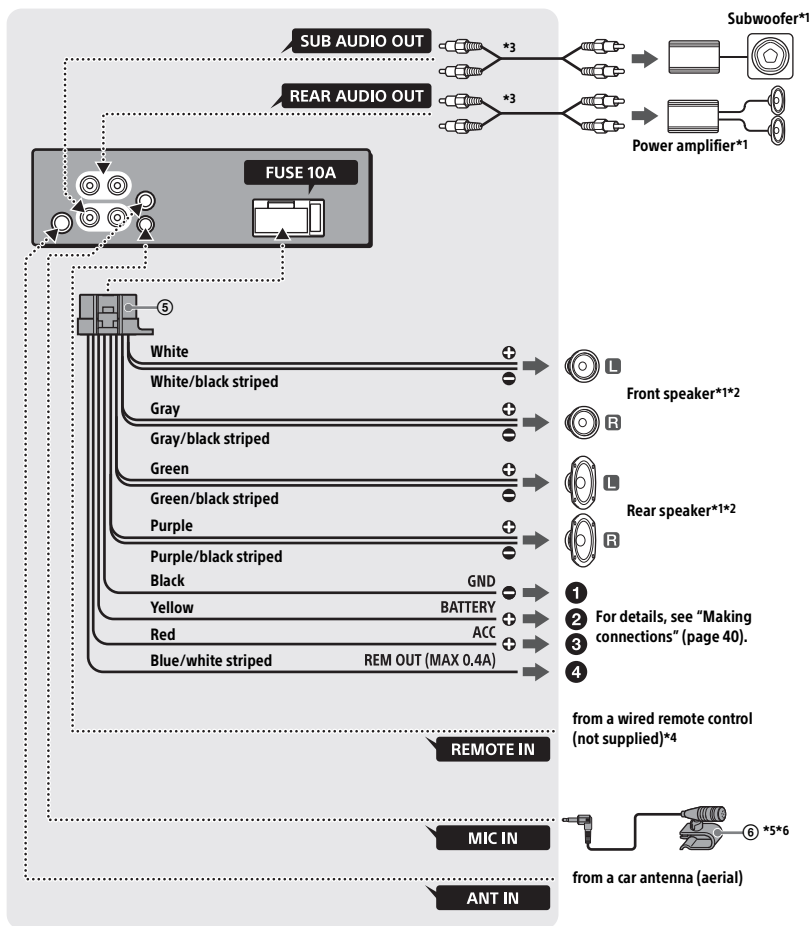 Subwoofer*1
SUB AUDIO OUT
*3
REAR AUDIO OUT
*3
Power amplifier*1
FUSE 10A
⑤
White
White/black striped
L
Front speaker*1*2
Gray
Gray/black striped
R
Green
Green/black striped
L
Rear speaker*1*2
Purple
Purple/black striped
R
Black GND ❶
Yellow BATTERY ❷
Red ACC ❸
Blue/white striped REM OUT (MAX 0.4A) ❹
For details, see "Making
connections" (page 40).
from a wired remote control
(not supplied)*4
REMOTE IN
⑥ *5*6
MIC IN
from a car antenna (aerial)
ANT IN